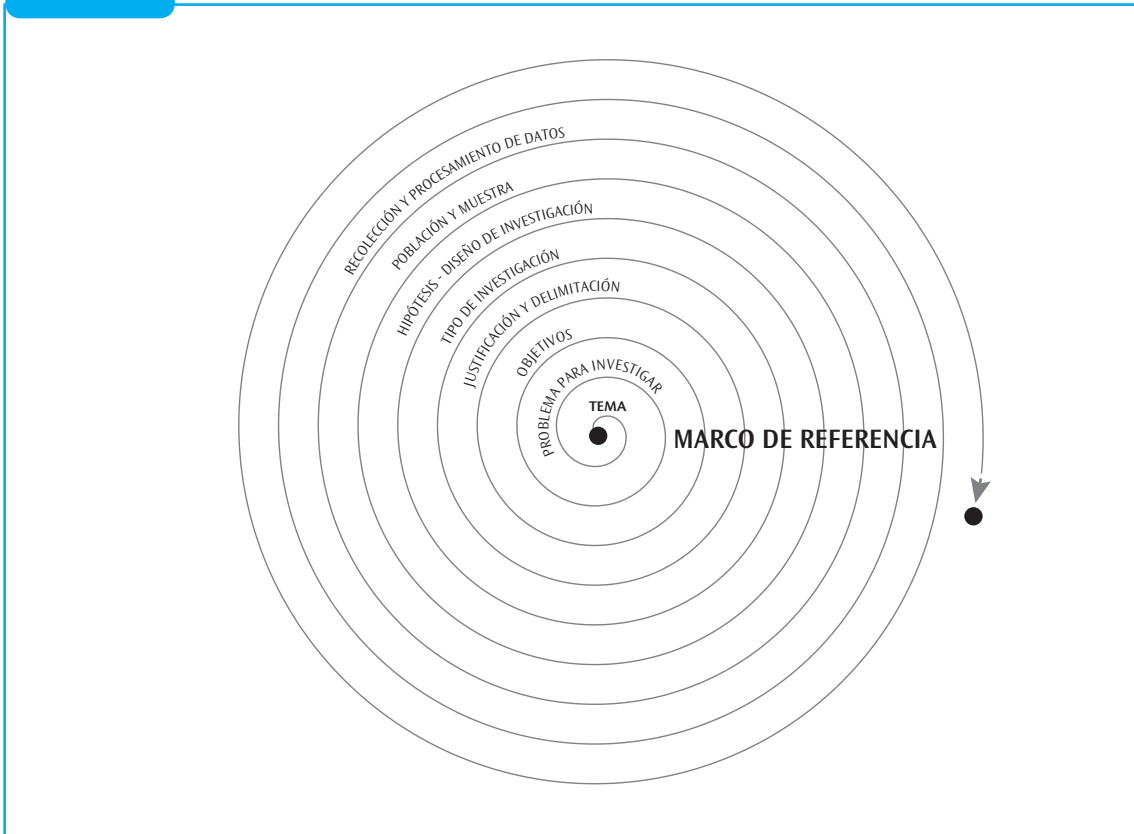 RECOLECCIÓN Y PROCESAMIENTO DE DATOS
POBLACIÓN Y MUESTRA
HIPÓTESIS - DISEÑO DE INVESTIGACIÓN
TIPO DE INVESTIGACIÓN
JUSTIFICACIÓN Y DELIMITACIÓN
OBJETIVOS
PROBLEMA PARA INVESTIGAR
TEMA
MARCO DE REFERENCIA